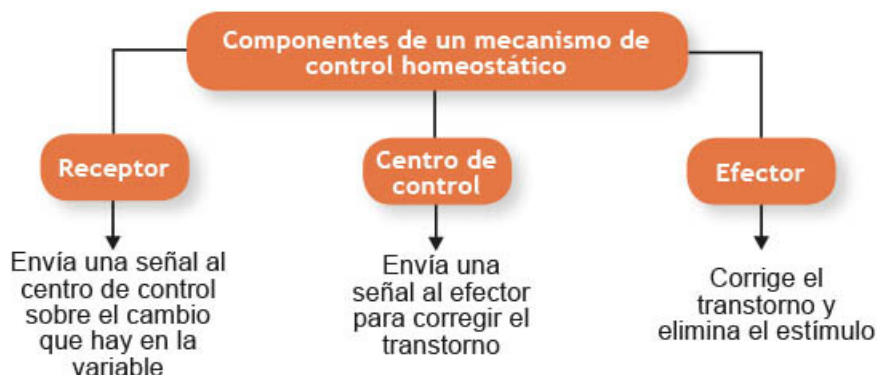 Componentes de un mecanismo de
control homeostático
Receptor
Centro de
control
Efector
Envía una señal al
centro de control
sobre el cambio
que hay en la
variable
Envía una
señal al efector
para corregir el
transtorno
Corrige el
transtorno y
elimina el estímulo